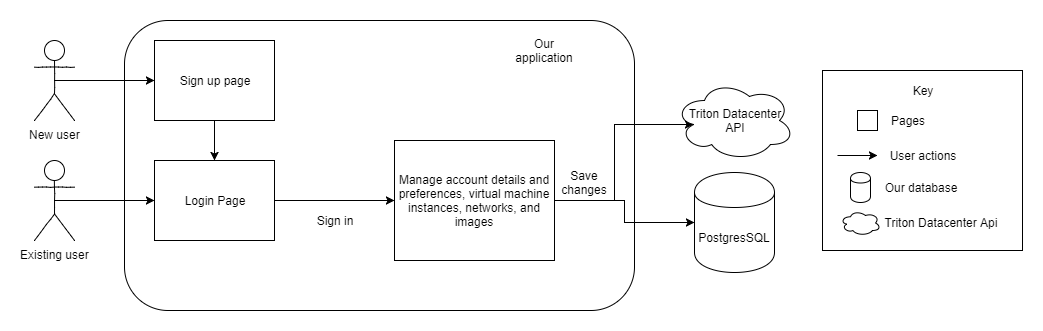 Our
application
New user
Sign up page
Existing user
Login Page
Sign in
Manage account details and
preferences, virtual machine
instances, networks, and
images
Save
changes
Triton Datacenter
API
PostgresSQL
Key
Pages
User actions
Our database
Triton Datacenter Api